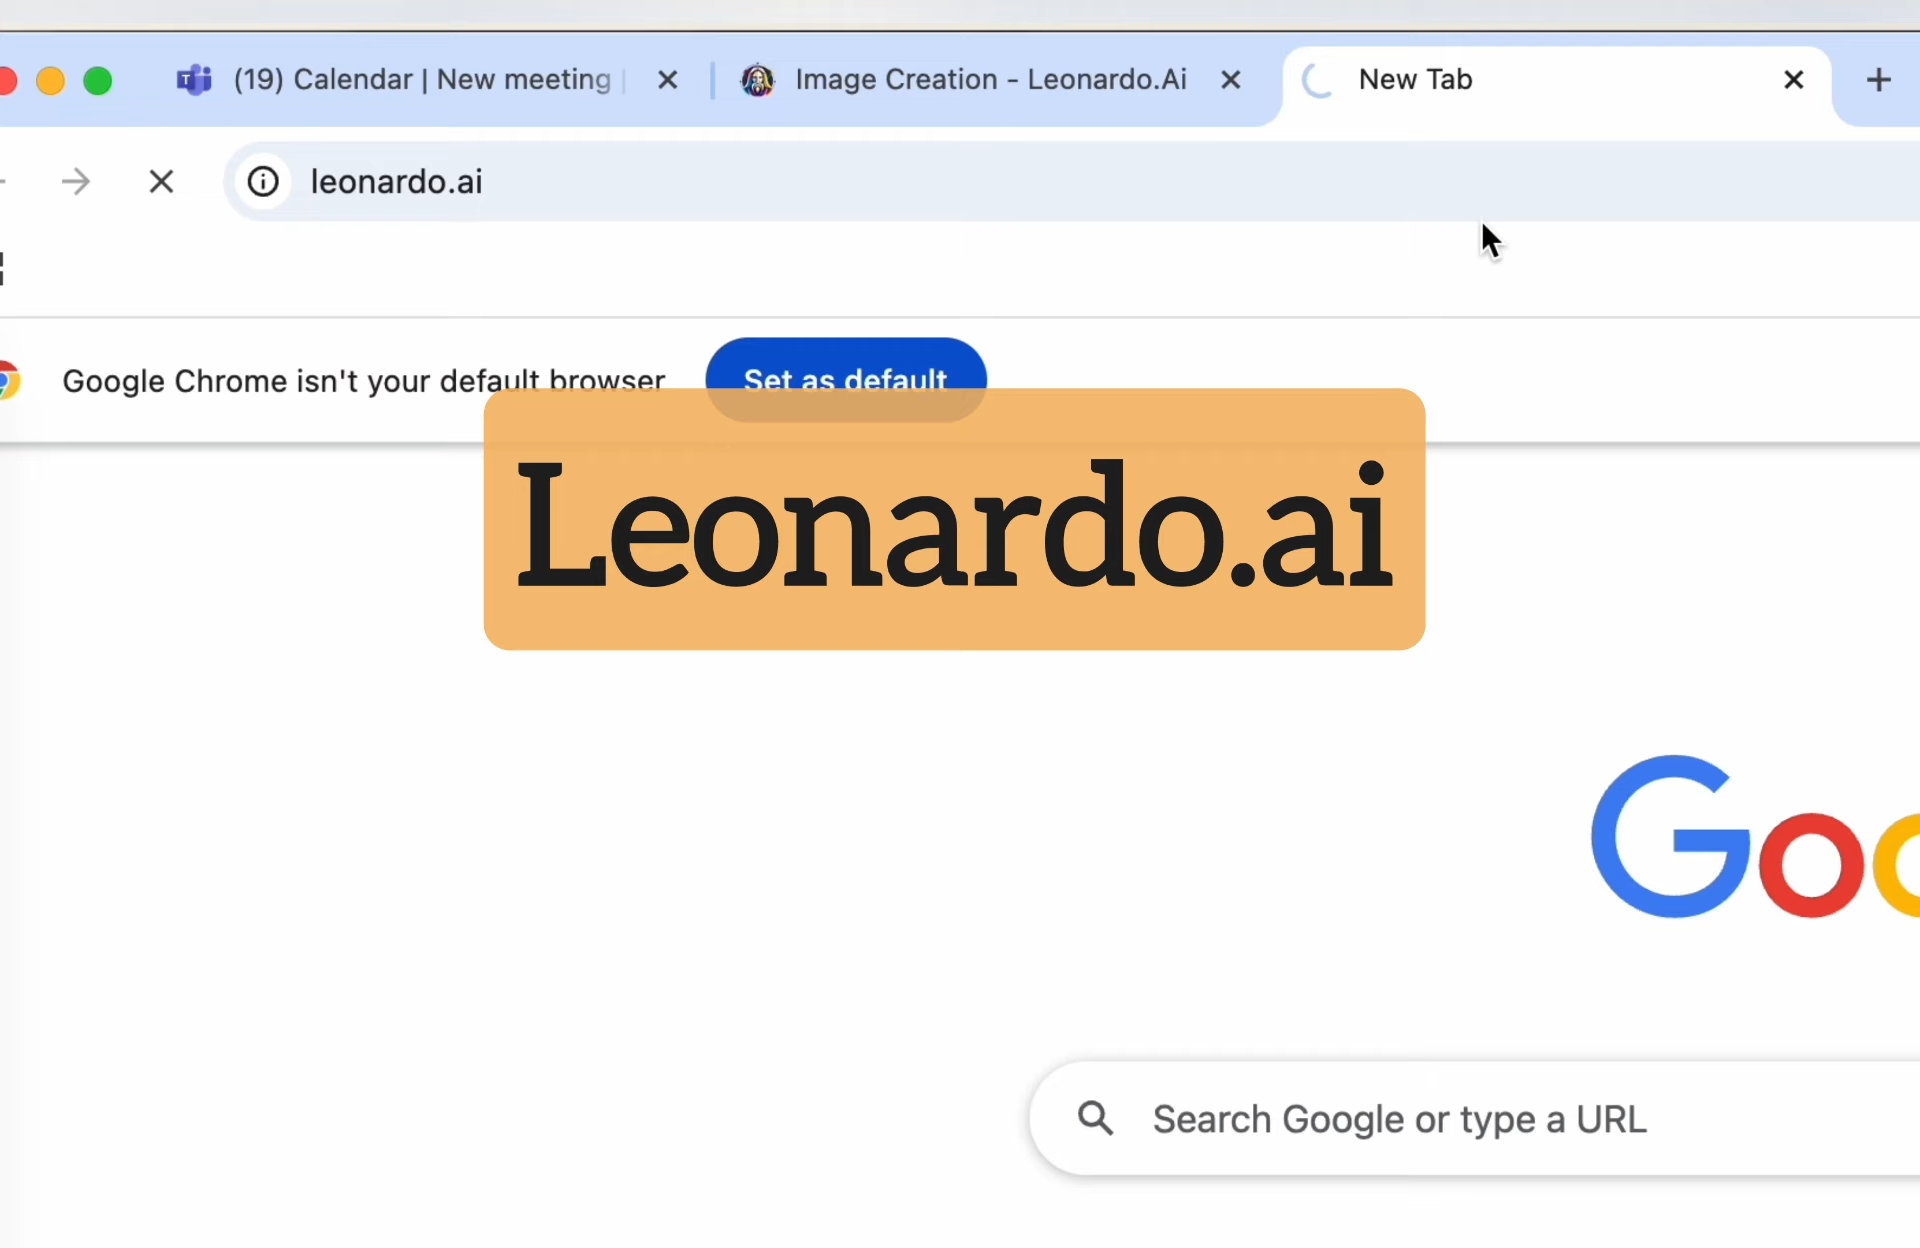 (19) Calendar | New meeting
Image Creation - Leonardo.Ai
New Tab
leonardo.ai
Google Chrome isn't your default browser
Set as default
Leonardo.ai
Goo
Search Google or type a URL